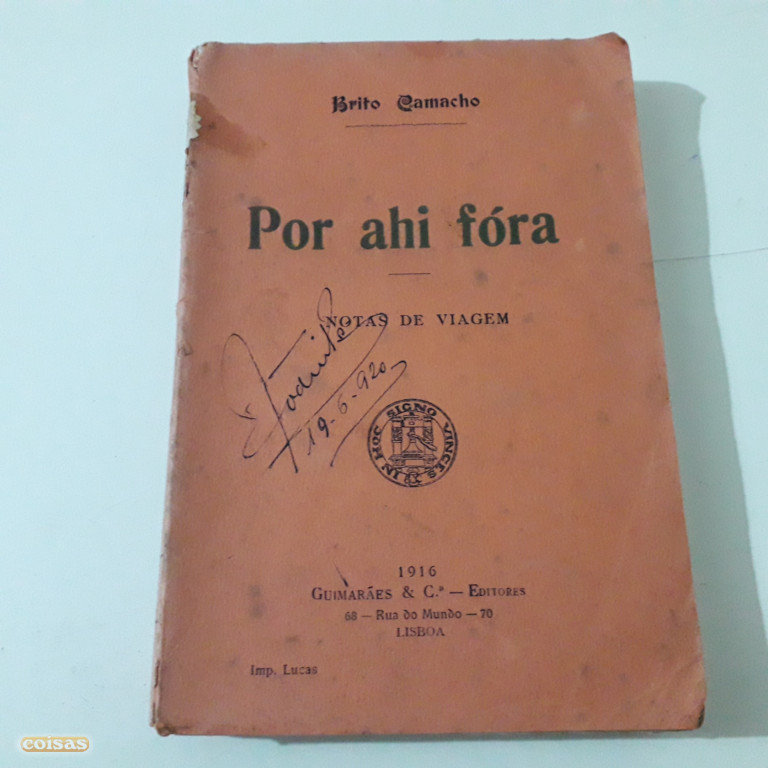 Brito Camacho
Por ahi fóra
NOTAS DE VIAGEM
19-6-920
IN HOC SIGNO VINCES
1916
GUIMARÃES & C.ª — EDITORES
68 — Rua do Mundo — 70
LISBOA
Imp. Lucas
coisas